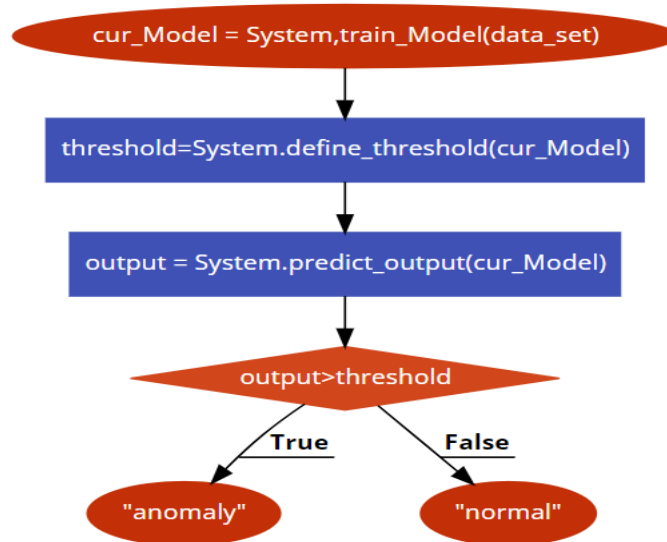 cur_Model = System,train_Model(data_set)
threshold=System.define_threshold(cur_Model)
output = System.predict_output(cur_Model)
output>threshold
True
False
"anomaly"
"normal"